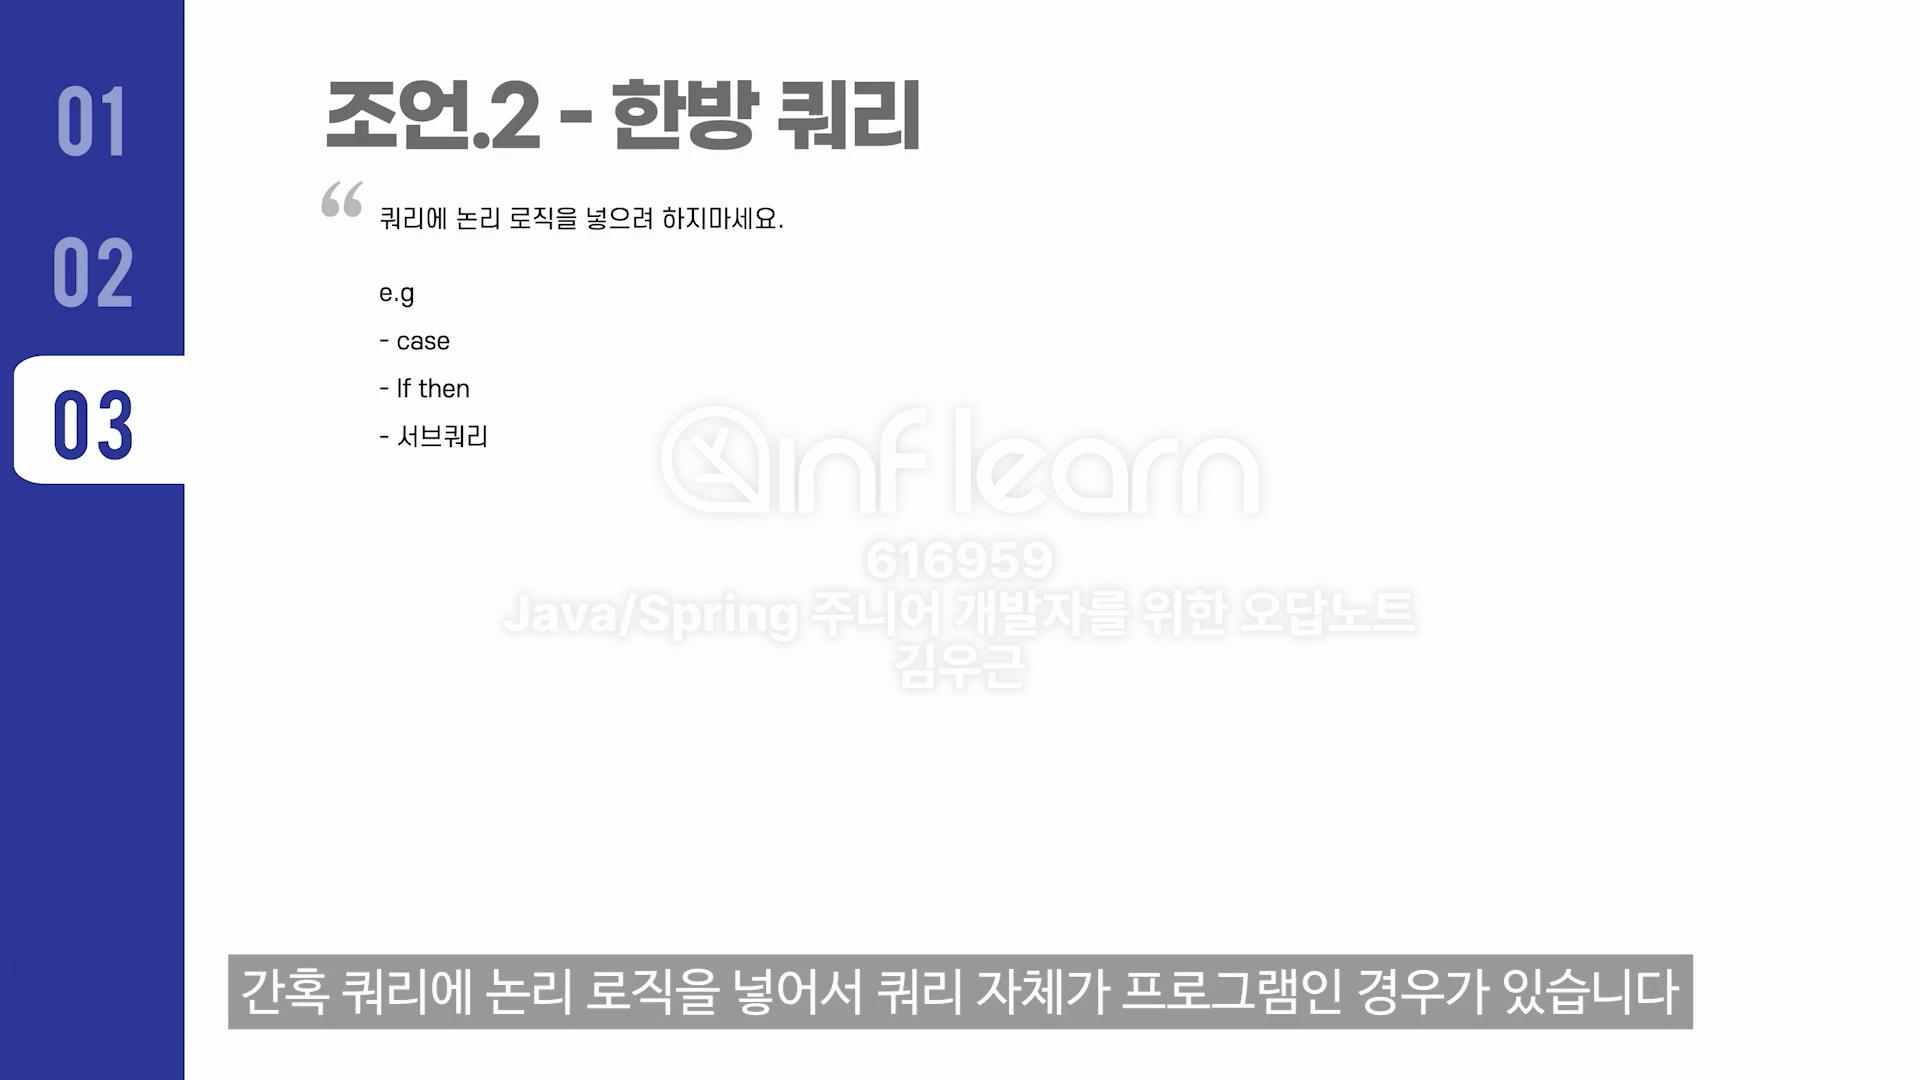 01
02
03
조언.2 - 한방 쿼리
“ 쿼리에 논리 로직을 넣으려 하지마세요.
e.g
- case
- If then
- 서브쿼리
inflearn
616959
Java/Spring 주니어 개발자를 위한 오답노트
김우근
간혹 쿼리에 논리 로직을 넣어서 쿼리 자체가 프로그램인 경우가 있습니다